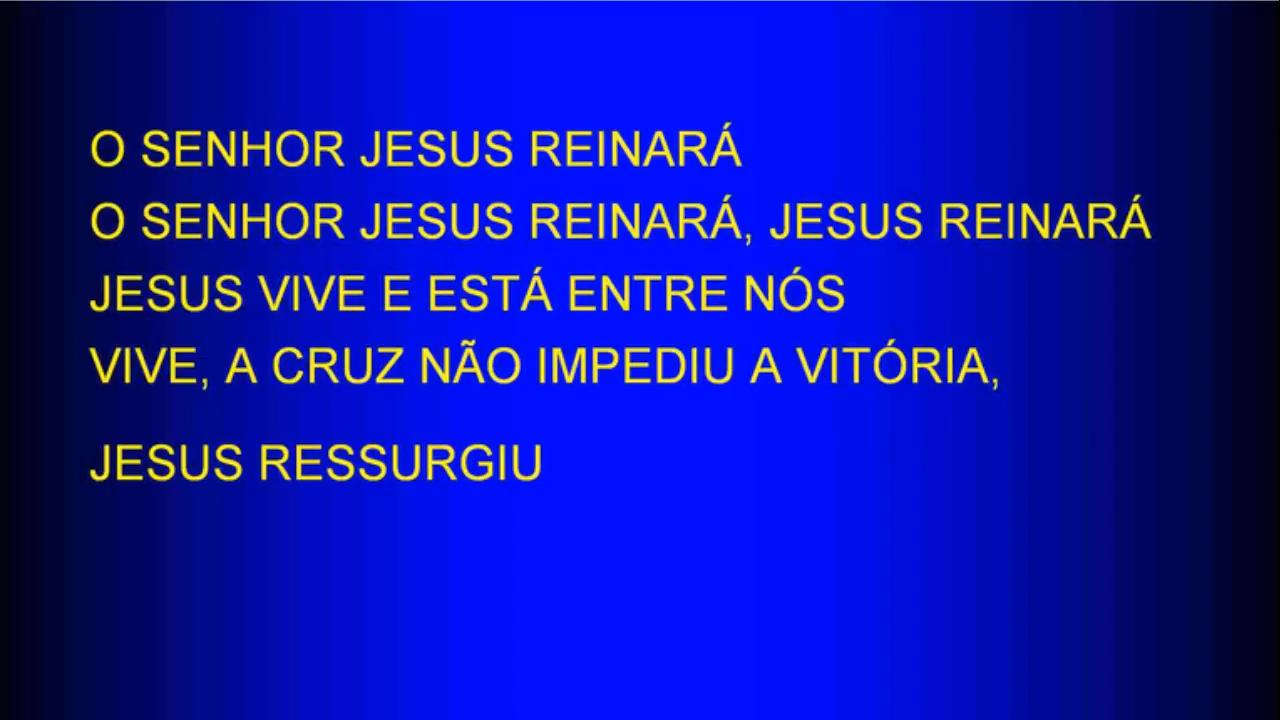 O SENHOR JESUS REINARÁ
O SENHOR JESUS REINARÁ, JESUS REINARÁ
JESUS VIVE E ESTÁ ENTRE NÓS
VIVE, A CRUZ NÃO IMPEDIU A VITÓRIA,
JESUS RESSURGIU